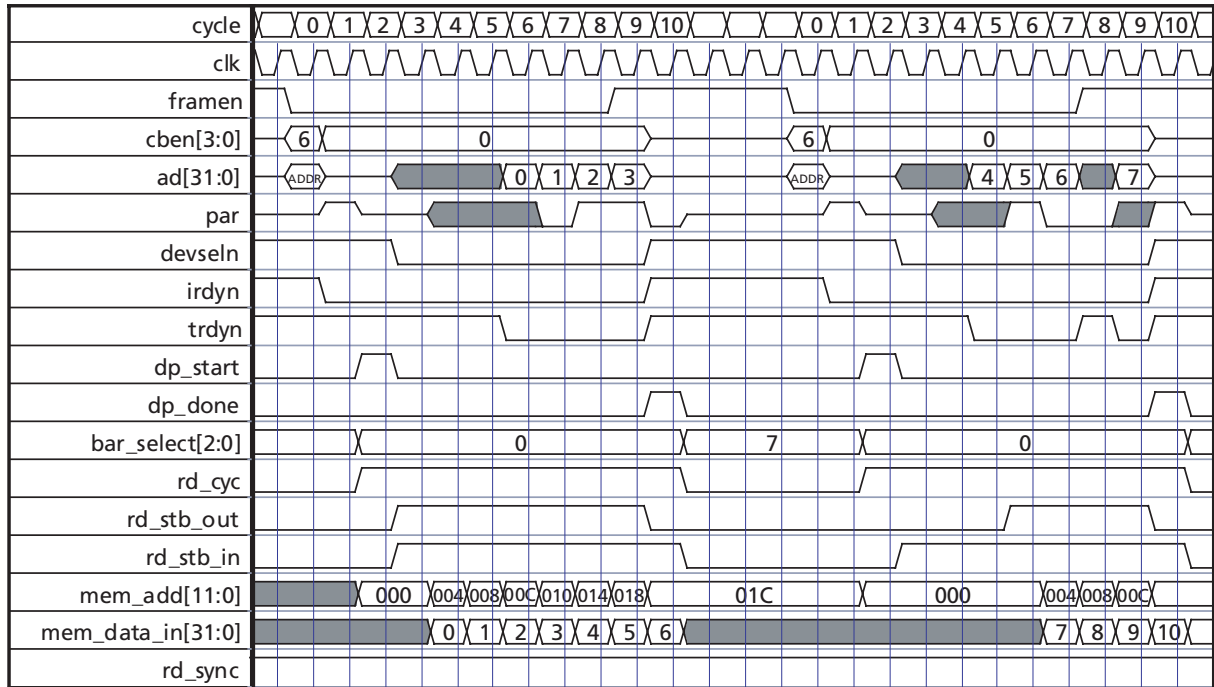 cycle 0 1 2 3 4 5 6 7 8 9 10 0 1 2 3 4 5 6 7 8 9 10
clk
framen
cben[3:0] 6 0 6 0
ad[31:0] ADDR 0 1 2 3 ADDR 4 5 6 7
par
devseln
irdyn
trdyn
dp_start
dp_done
bar_select[2:0] 0 7 0
rd_cyc
rd_stb_out
rd_stb_in
mem_add[11:0] 000 004 008 00C 010 014 018 01C 000 004 008 00C
mem_data_in[31:0] 0 1 2 3 4 5 6 7 8 9 10
rd_sync